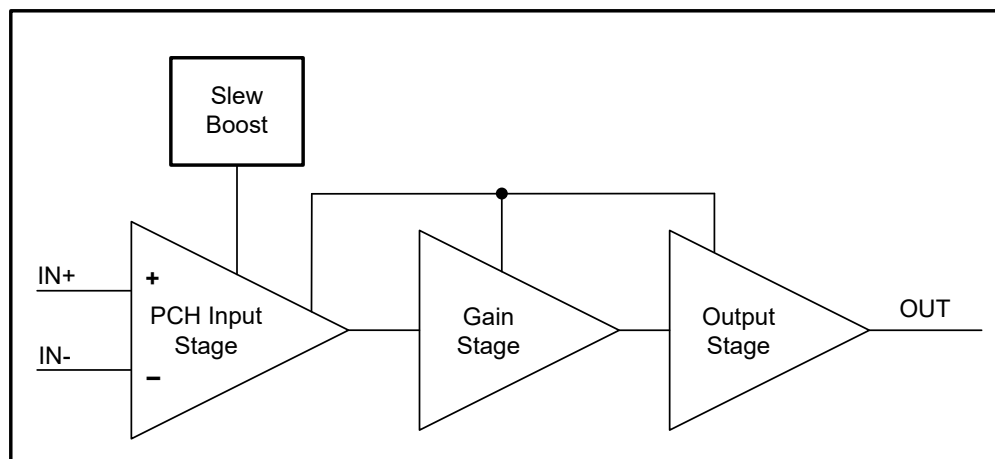 Slew
Boost
IN+
+
PCH Input
Stage
IN-
−
Gain
Stage
Output
Stage
OUT